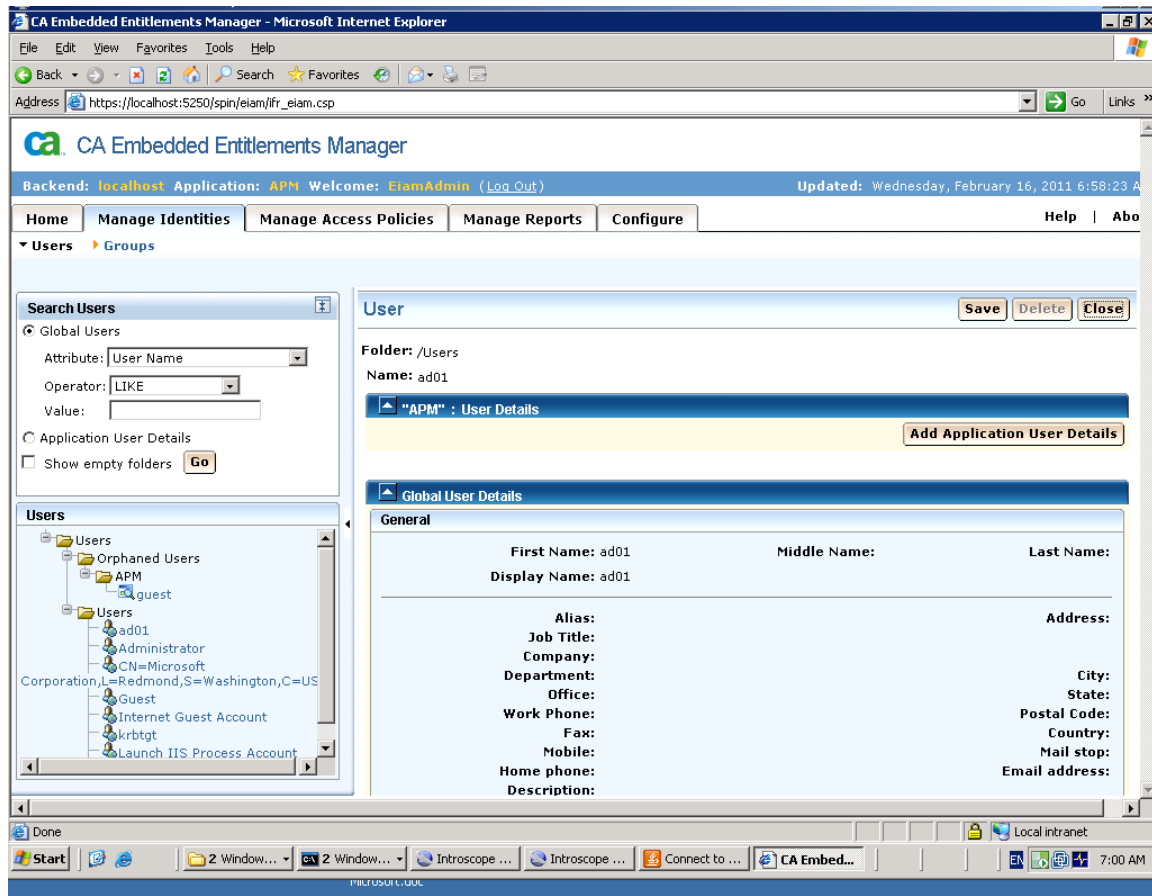 CA Embedded Entitlements Manager - Microsoft Internet Explorer
File Edit View Favorites Tools Help
Back Search Favorites
Address https://localhost:5250/spin/eiam/ifr_eiam.csp Go Links »
ca. CA Embedded Entitlements Manager
Backend: localhost Application: APM Welcome: EiamAdmin (Log Out) Updated: Wednesday, February 16, 2011 6:58:23 A
Home Manage Identities Manage Access Policies Manage Reports Configure Help | Abo
Users Groups
Search Users
Global Users
Attribute: User Name
Operator: LIKE
Value:
Application User Details
Show empty folders Go
Users
Users
Orphaned Users
APM
guest
Users
ad01
Administrator
CN=Microsoft
Corporation,L=Redmond,S=Washington,C=US
Guest
Internet Guest Account
krbtgt
Launch IIS Process Account
User Save Delete Close
Folder: /Users
Name: ad01
"APM" : User Details
Add Application User Details
Global User Details
General
First Name: ad01 Middle Name: Last Name:
Display Name: ad01
Alias: Address:
Job Title:
Company:
Department: City:
Office: State:
Work Phone: Postal Code:
Fax: Country:
Mobile: Mail stop:
Home phone: Email address:
Description:
Done Local intranet
Start 2 Window... 2 Window... Introscope ... Introscope ... Connect to ... CA Embed... EN 7:00 AM
Microsoft.doc